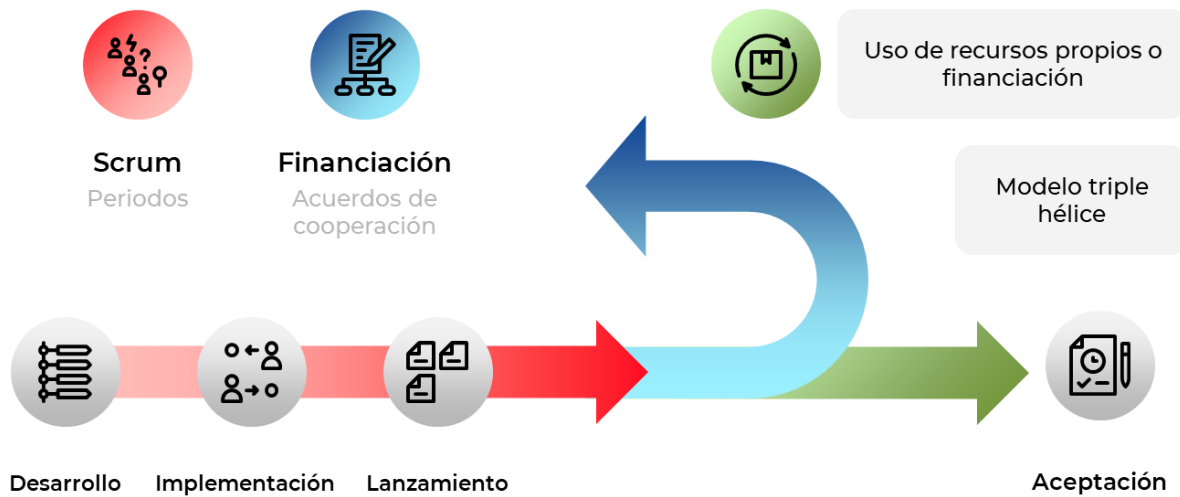 Scrum
Periodos
Financiación
Acuerdos de
cooperación
Uso de recursos propios o
financiación
Modelo triple
hélice
Desarrollo
Implementación
Lanzamiento
Aceptación